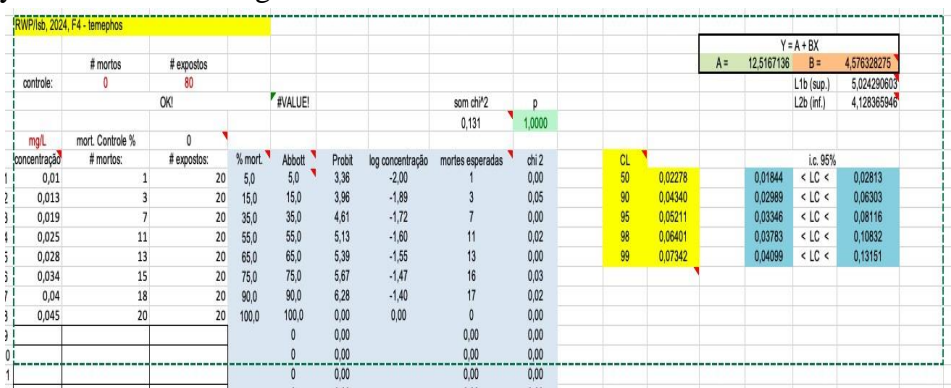 RWP/lsb, 2024, F4 - temephos
Y = A + BX
# mortos # expostos A = 12,5167136 B = 4,576328275
controle: 0 80 L1b (sup.) 5,024290603
OK! #VALUE! som chi^2 p L2b (inf.) 4,128365946
0,131 1,0000
mg/L mort. Controle % 0
concentração # mortos: # expostos: % mort. Abbott Probit log concentração mortes esperadas chi 2 CL i.c. 95%
1 0,01 1 20 5,0 5,0 3,36 -2,00 1 0,00 50 0,02278 0,01844 < LC < 0,02813
2 0,013 3 20 15,0 15,0 3,96 -1,89 3 0,05 90 0,04340 0,02989 < LC < 0,06303
3 0,019 7 20 35,0 35,0 4,61 -1,72 7 0,00 95 0,05211 0,03346 < LC < 0,08116
4 0,025 11 20 55,0 55,0 5,13 -1,60 11 0,02 98 0,06401 0,03783 < LC < 0,10832
5 0,028 13 20 65,0 65,0 5,39 -1,55 13 0,00 99 0,07342 0,04099 < LC < 0,13151
0,034 15 20 75,0 75,0 5,67 -1,47 16 0,03
7 0,04 18 20 90,0 90,0 6,28 -1,40 17 0,02
3 0,045 20 20 100,0 100,0 0,00 0,00 0 0,00
0 0,00 0,00 0,00
0 0 0,00 0,00 0,00
1 0 0,00 0,00 0,00